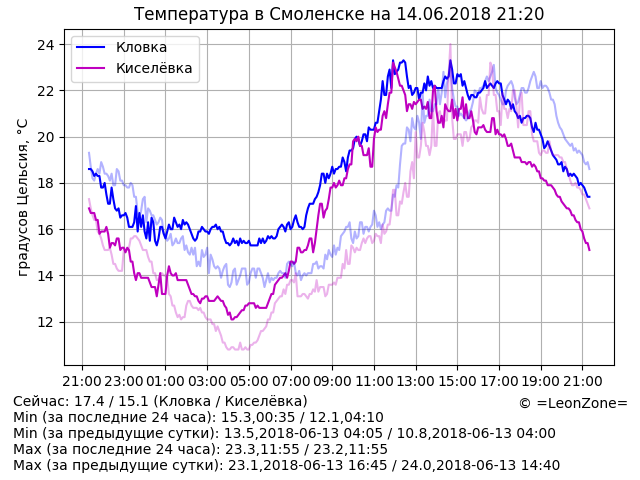 Температура в Смоленске на 14.06.2018 21:20
Кловка
Киселёвка
градусов Цельсия, °C
24
22
20
18
16
14
12
21:00 23:00 01:00 03:00 05:00 07:00 09:00 11:00 13:00 15:00 17:00 19:00 21:00
Сейчас: 17.4 / 15.1 (Кловка / Киселёвка)
© =LeonZone=
Min (за последние 24 часа): 15.3,00:35 / 12.1,04:10
Min (за предыдущие сутки): 13.5,2018-06-13 04:05 / 10.8,2018-06-13 04:00
Max (за последние 24 часа): 23.3,11:55 / 23.2,11:55
Max (за предыдущие сутки): 23.1,2018-06-13 16:45 / 24.0,2018-06-13 14:40